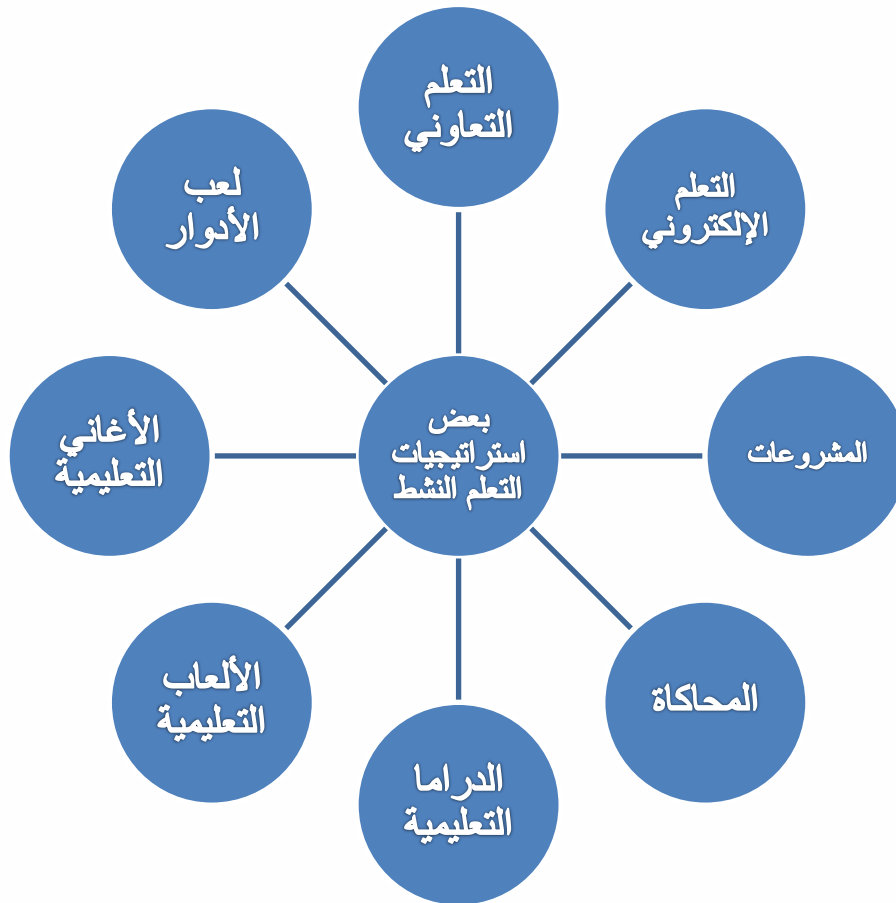 التعلم
التعاوني
التعلم
الإلكتروني
المشروعات
المحاكاة
الدراما
التعليمية
الألعاب
التعليمية
الأغاني
التعليمية
لعب
الأدوار
بعض
استراتيجيات
التعلم النشط